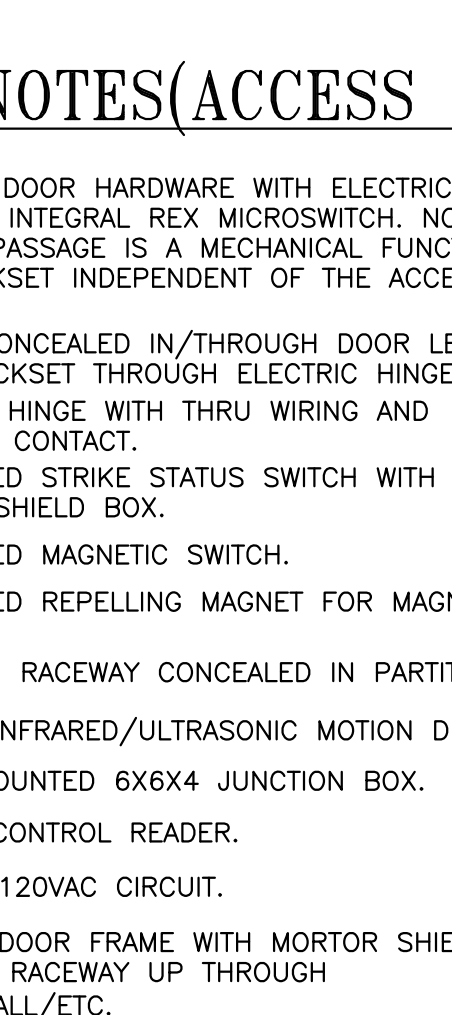 NOTES(ACCESS
DOOR HARDWARE WITH ELECTRIC
INTEGRAL REX MICROSWITCH. NO
PASSAGE IS A MECHANICAL FUNC
KSET INDEPENDENT OF THE ACCE
ONCEALED IN/THROUGH DOOR LE
CKSET THROUGH ELECTRIC HINGE
HINGE WITH THRU WIRING AND
CONTACT.
ED STRIKE STATUS SWITCH WITH
SHIELD BOX.
ED MAGNETIC SWITCH.
ED REPELLING MAGNET FOR MAGN
RACEWAY CONCEALED IN PARTIT
NFRARED/ULTRASONIC MOTION D
OUNTED 6X6X4 JUNCTION BOX.
CONTROL READER.
120VAC CIRCUIT.
DOOR FRAME WITH MORTOR SHIE
RACEWAY UP THROUGH
ALL/ETC.